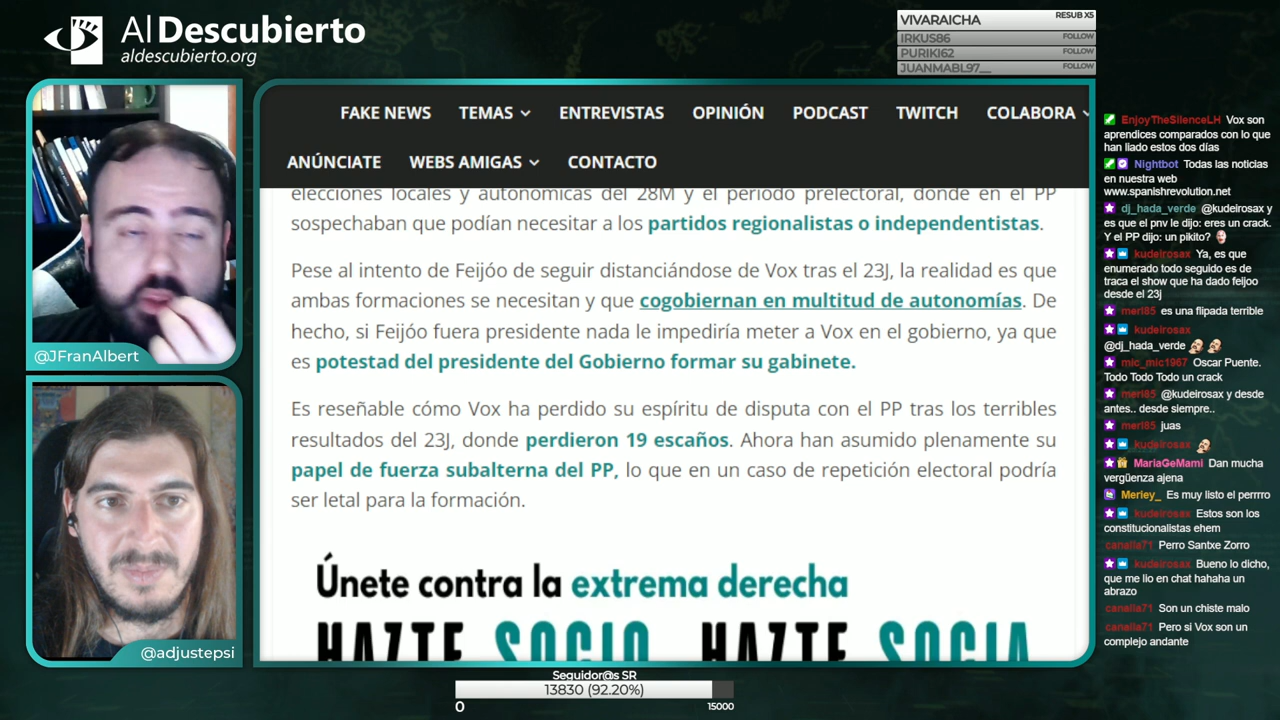 Al Descubierto
aldescubierto.org
VIVARAICHA RESUB X5
IRKUS86 FOLLOW
PURIKI62 FOLLOW
JUANMABL97__ FOLLOW
FAKE NEWS TEMAS ENTREVISTAS OPINIÓN PODCAST TWITCH COLABORA
ANÚNCIATE WEBS AMIGAS CONTACTO
elecciones locales y autonómicas del 28M y el período prelectoral, donde en el PP
sospechaban que podían necesitar a los partidos regionalistas o independentistas.
Pese al intento de Feijóo de seguir distanciándose de Vox tras el 23J, la realidad es que
ambas formaciones se necesitan y que cogobiernan en multitud de autonomías. De
hecho, si Feijóo fuera presidente nada le impediría meter a Vox en el gobierno, ya que
es potestad del presidente del Gobierno formar su gabinete.
Es reseñable cómo Vox ha perdido su espíritu de disputa con el PP tras los terribles
resultados del 23J, donde perdieron 19 escaños. Ahora han asumido plenamente su
papel de fuerza subalterna del PP, lo que en un caso de repetición electoral podría
ser letal para la formación.
Únete contra la extrema derecha
HAZTE SOCIO HAZTE SOCIA
@JFranAlbert
@adjustepsi
EnjoyTheSilenceLH Vox son
aprendices comparados con lo que
han liado estos dos días
Nightbot Todas las noticias
en nuestra web
www.spanishrevolution.net
dj_hada_verde @kudeirosax y
es que el pnv le dijo: eres un crack.
Y el PP dijo: un pikito?
kudeirosax Ya, es que
enumerado todo seguido es de
traca el show que ha dado feijoo
desde el 23j
merl85 es una flipada terrible
kudeirosax
@dj_hada_verde
mic_mic1967 Oscar Puente.
Todo Todo Todo un crack
merl85 @kudeirosax y desde
antes.. desde siempre..
merl85 juas
kudeirosax
MariaGeMami Dan mucha
vergüenza ajena
Merley_ Es muy listo el perrro
kudeirosax Estos son los
constitucionalistas ehem
canalla71 Perro Santxe Zorro
kudeirosax Bueno lo dicho,
que me lio en chat hahaha un
abrazo
canalla71 Son un chiste malo
canalla71 Pero si Vox son un
complejo andante
Seguidor@s SR
13830 (92.20%)
0 15000